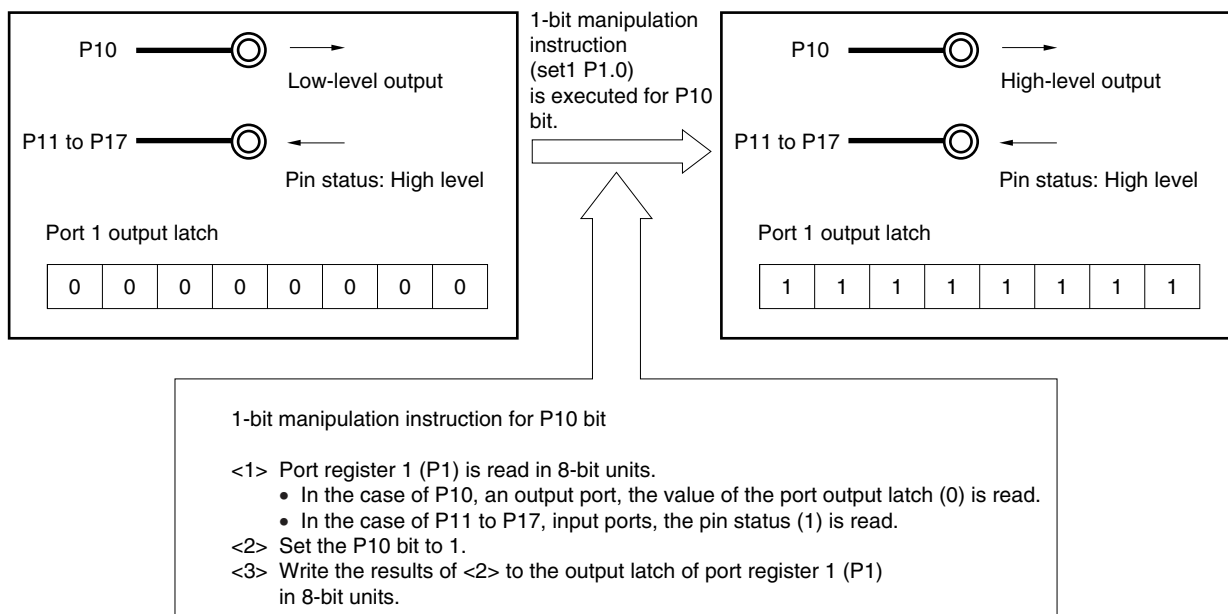 P10
Low-level output
P11 to P17
Pin status: High level
Port 1 output latch
0 0 0 0 0 0 0 0
1-bit manipulation
instruction
(set1 P1.0)
is executed for P10
bit.
P10
High-level output
P11 to P17
Pin status: High level
Port 1 output latch
1 1 1 1 1 1 1 1
1-bit manipulation instruction for P10 bit
<1> Port register 1 (P1) is read in 8-bit units.
• In the case of P10, an output port, the value of the port output latch (0) is read.
• In the case of P11 to P17, input ports, the pin status (1) is read.
<2> Set the P10 bit to 1.
<3> Write the results of <2> to the output latch of port register 1 (P1)
in 8-bit units.